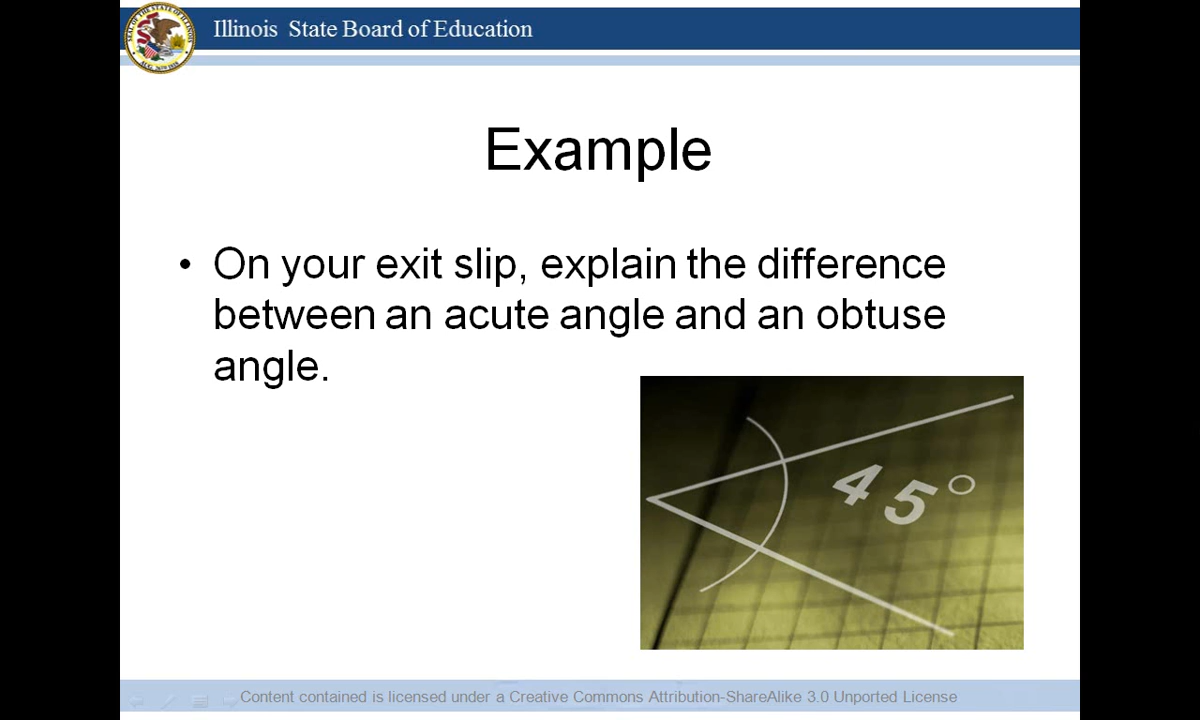 Illinois State Board of Education
Example
• On your exit slip, explain the difference
between an acute angle and an obtuse
angle.
45°
Content contained is licensed under a Creative Commons Attribution-ShareAlike 3.0 Unported License